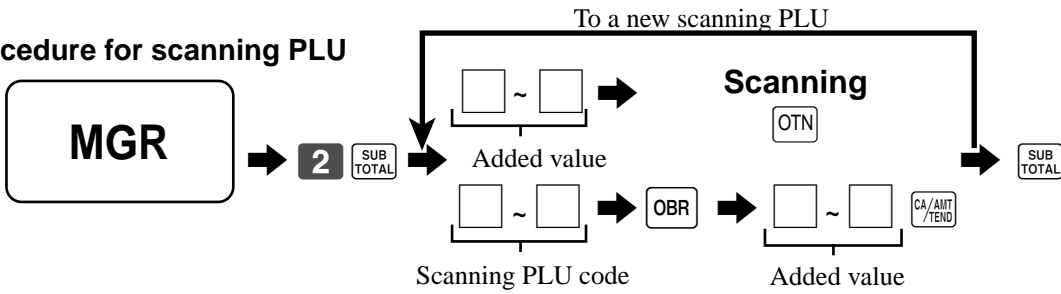 To a new scanning PLU
cedure for scanning PLU
MGR
2
SUB TOTAL
~
Scanning
OTN
Added value
~
OBR
~
CA/AMT /TEND
SUB TOTAL
Scanning PLU code
Added value